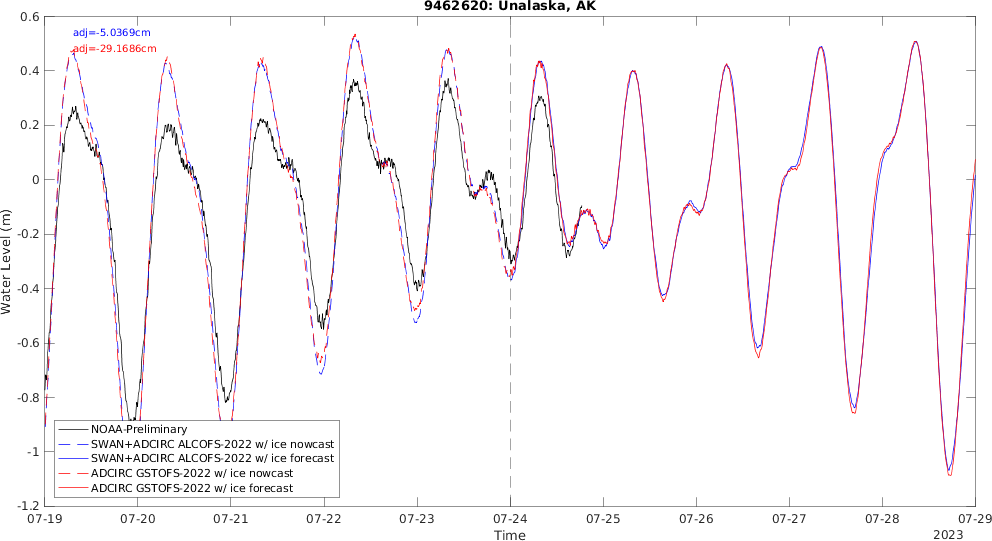 9462620: Unalaska, AK
adj=-5.0369cm
adj=-29.1686cm
Water Level (m)
0.6
0.4
0.2
0
-0.2
-0.4
-0.6
-0.8
-1
-1.2
NOAA-Preliminary
SWAN+ADCIRC ALCOFS-2022 w/ ice nowcast
SWAN+ADCIRC ALCOFS-2022 w/ ice forecast
ADCIRC GSTOFS-2022 w/ ice nowcast
ADCIRC GSTOFS-2022 w/ ice forecast
07-19 07-20 07-21 07-22 07-23 07-24 07-25 07-26 07-27 07-28 07-29
Time
2023